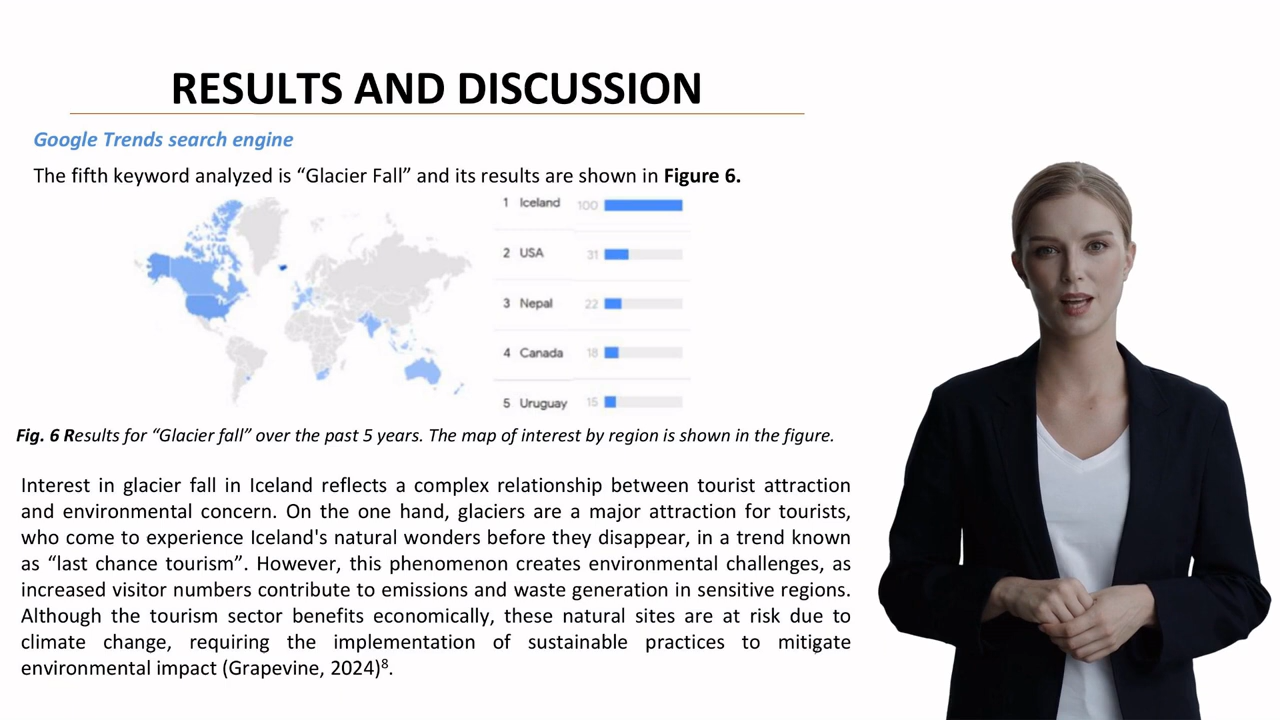 RESULTS AND DISCUSSION
Google Trends search engine
The fifth keyword analyzed is “Glacier Fall” and its results are shown in Figure 6.
1 Iceland 100
2 USA 31
3 Nepal 22
4 Canada 18
5 Uruguay 15
Fig. 6 Results for “Glacier fall” over the past 5 years. The map of interest by region is shown in the figure.
Interest in glacier fall in Iceland reflects a complex relationship between tourist attraction
and environmental concern. On the one hand, glaciers are a major attraction for tourists,
who come to experience Iceland's natural wonders before they disappear, in a trend known
as “last chance tourism”. However, this phenomenon creates environmental challenges, as
increased visitor numbers contribute to emissions and waste generation in sensitive regions.
Although the tourism sector benefits economically, these natural sites are at risk due to
climate change, requiring the implementation of sustainable practices to mitigate
environmental impact (Grapevine, 2024)⁸.